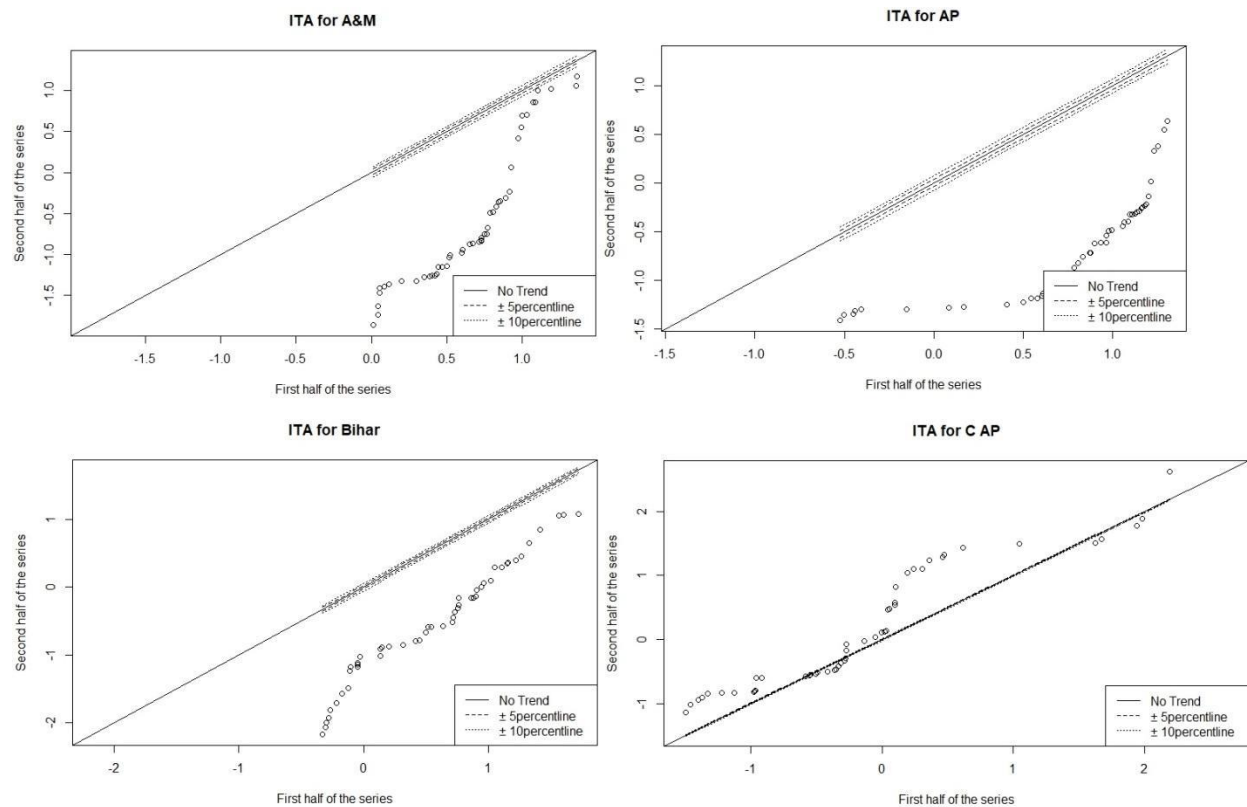 ITA for A&M
Second half of the series
1.0
0.5
0.0
-0.5
-1.0
-1.5
No Trend
± 5percentline
± 10percentline
-1.5
-1.0
-0.5
0.0
0.5
1.0
First half of the series
ITA for AP
Second half of the series
1.0
0.5
0.0
-0.5
-1.0
-1.5
No Trend
± 5percentline
± 10percentline
-1.5
-1.0
-0.5
0.0
0.5
1.0
First half of the series
ITA for Bihar
Second half of the series
1
0
-1
-2
No Trend
± 5percentline
± 10percentline
-2
-1
0
1
First half of the series
ITA for C AP
Second half of the series
2
1
0
-1
No Trend
± 5percentline
± 10percentline
-1
0
1
2
First half of the series